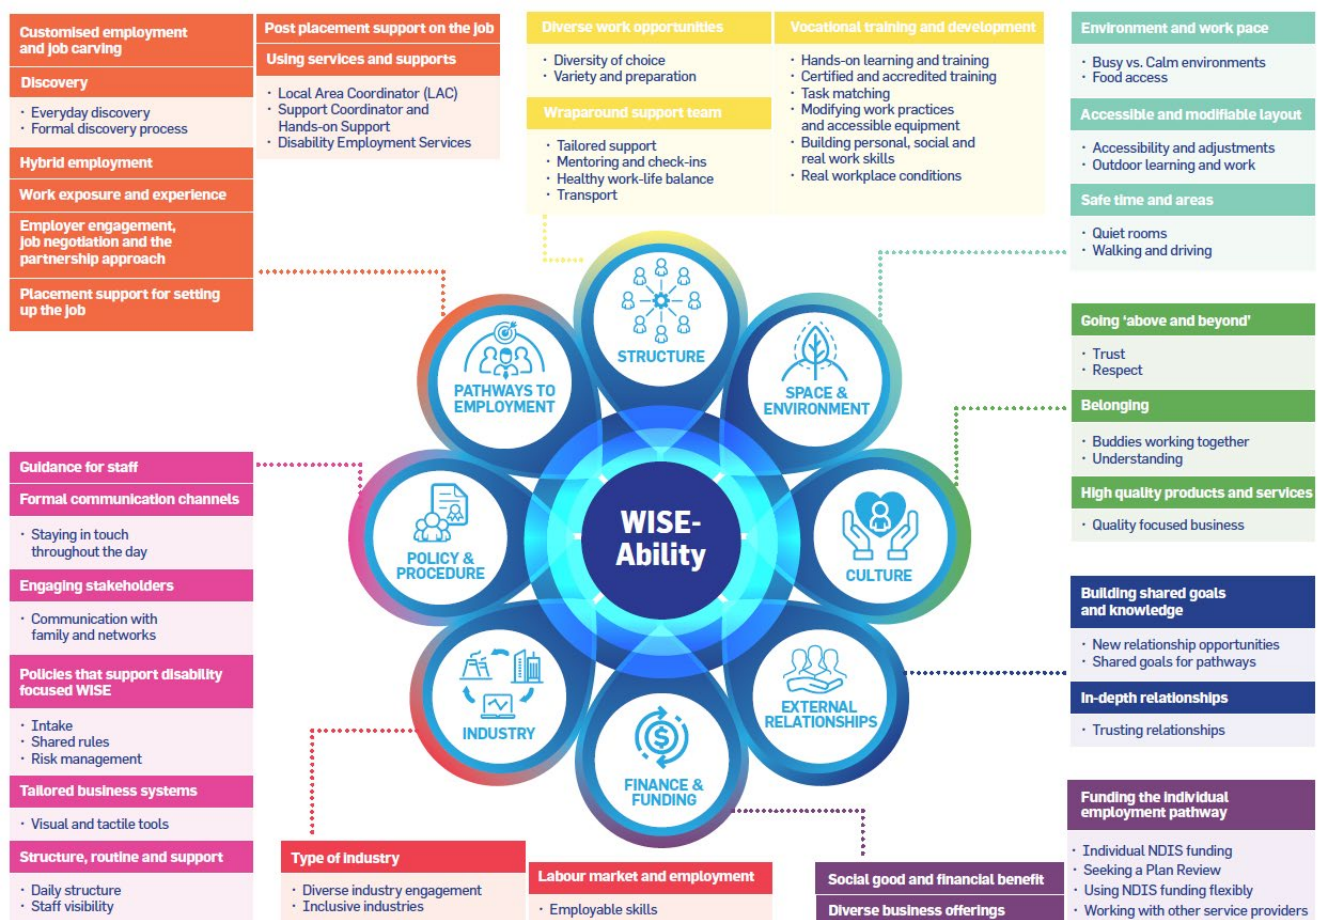 Customised employment
and job carving
Discovery
· Everyday discovery
· Formal discovery process
Hybrid employment
Work exposure and experience
Employer engagement,
job negotiation and the
partnership approach
Placement support for setting
up the job
Post placement support on the job
Using services and supports
· Local Area Coordinator (LAC)
· Support Coordinator and
Hands-on Support
· Disability Employment Services
Diverse work opportunities
· Diversity of choice
· Variety and preparation
Wraparound support team
· Tailored support
· Mentoring and check-ins
· Healthy work-life balance
· Transport
Vocational training and development
· Hands-on learning and training
· Certified and accredited training
· Task matching
· Modifying work practices
and accessible equipment
· Building personal, social and
real work skills
· Real workplace conditions
Environment and work pace
· Busy vs. Calm environments
· Food access
Accessible and modifiable layout
· Accessibility and adjustments
· Outdoor learning and work
Safe time and areas
· Quiet rooms
· Walking and driving
Going ‘above and beyond’
· Trust
· Respect
Belonging
· Buddies working together
· Understanding
High quality products and services
· Quality focused business
Building shared goals
and knowledge
· New relationship opportunities
· Shared goals for pathways
In-depth relationships
· Trusting relationships
Funding the individual
employment pathway
· Individual NDIS funding
· Seeking a Plan Review
· Using NDIS funding flexibly
· Working with other service providers
STRUCTURE
SPACE &
ENVIRONMENT
CULTURE
EXTERNAL
RELATIONSHIPS
FINANCE &
FUNDING
INDUSTRY
POLICY &
PROCEDURE
PATHWAYS TO
EMPLOYMENT
WISE-
Ability
Guidance for staff
Formal communication channels
· Staying in touch
throughout the day
Engaging stakeholders
· Communication with
family and networks
Policies that support disability
focused WISE
· Intake
· Shared rules
· Risk management
Tailored business systems
· Visual and tactile tools
Structure, routine and support
· Daily structure
· Staff visibility
Type of industry
· Diverse industry engagement
· Inclusive industries
Labour market and employment
· Employable skills
Social good and financial benefit
Diverse business offerings